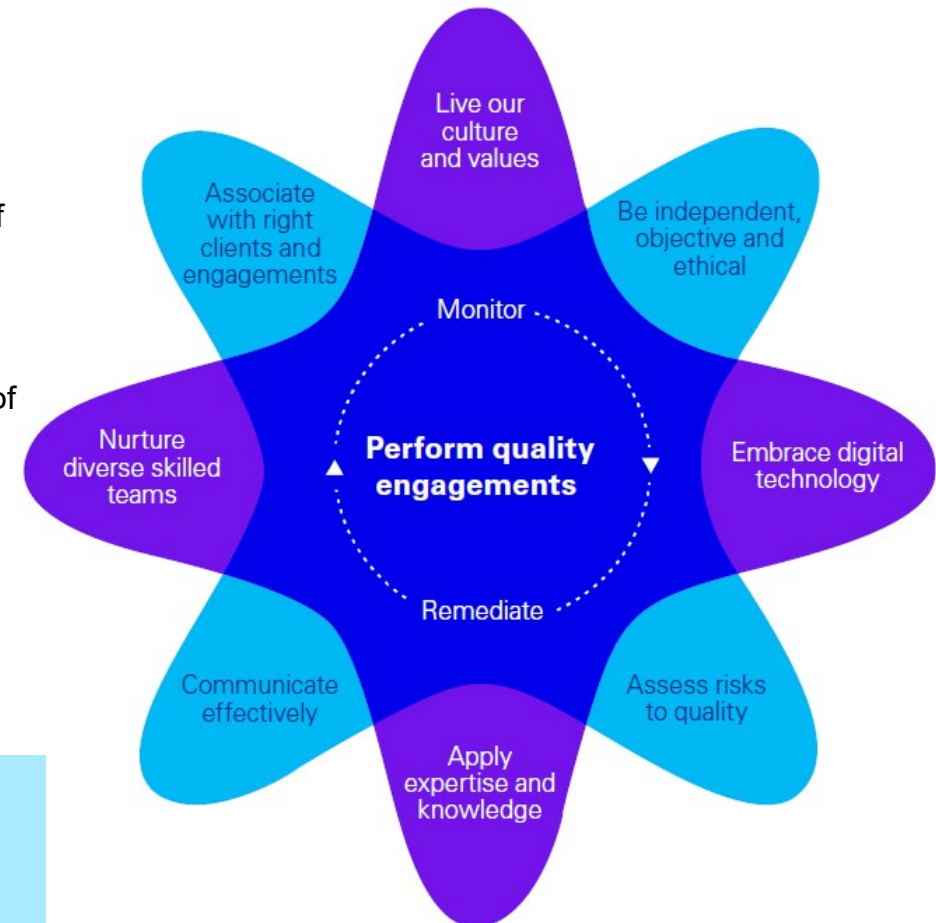 Live our
culture
and values
Associate
with right
clients and
engagements
Be independent,
objective and
ethical
f
Monitor
of
Nurture
diverse skilled
teams
Perform quality
engagements
Embrace digital
technology
Remediate
Communicate
effectively
Assess risks
to quality
Apply
expertise and
knowledge